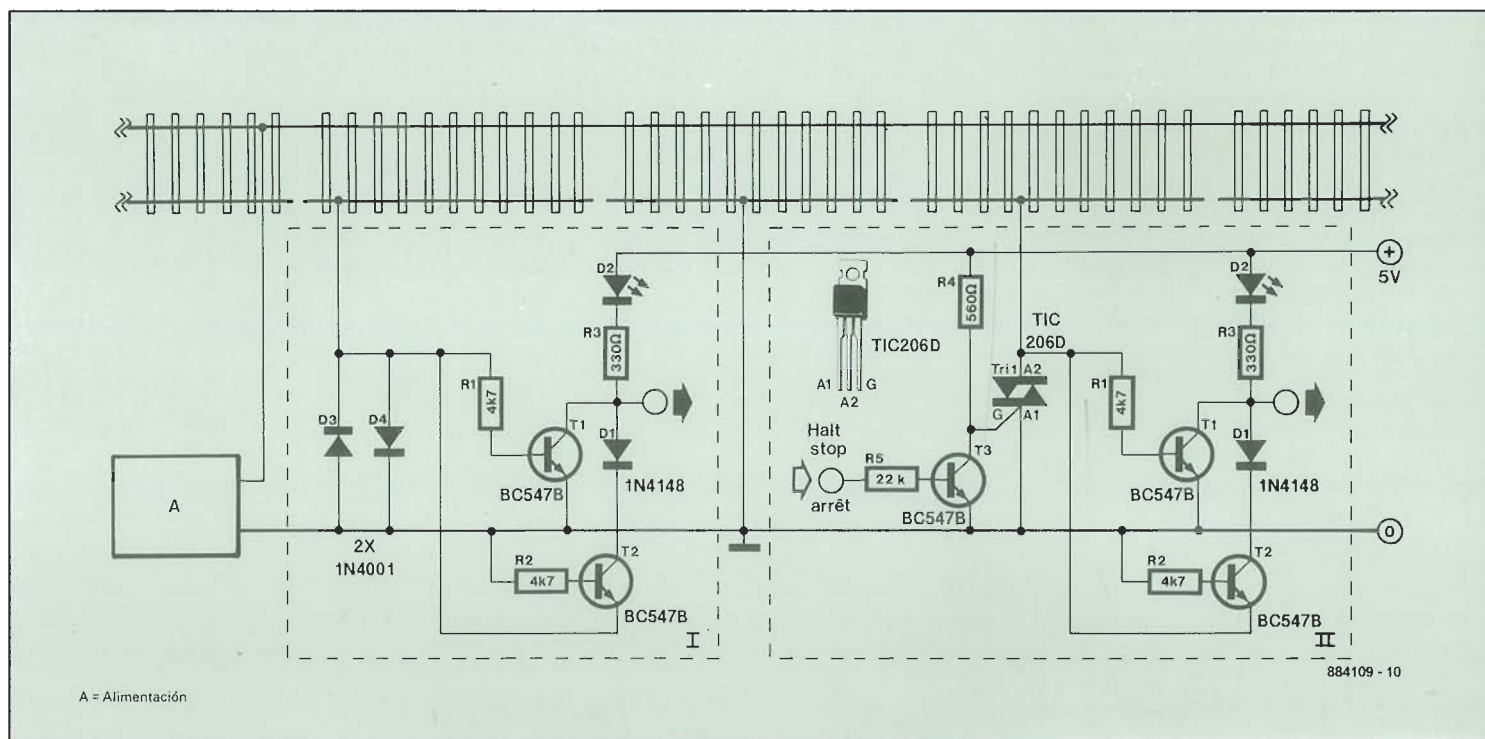 D2
R3
330Ω
R1
4k7
D3
D4
T1
D1
BC547B
1N4148
A
2X
1N4001
R2
4k7
T2
BC547B
I
R4
560Ω
TIC206D
A1
A2
G
TIC
206D
Tri1
A2
G
A1
Halt
stop
arrêt
R5
22 k
T3
BC547B
D2
R3
330Ω
R1
4k7
T1
D1
BC547B
1N4148
R2
4k7
T2
BC547B
II
+
5V
0
884109 - 10
A = Alimentación